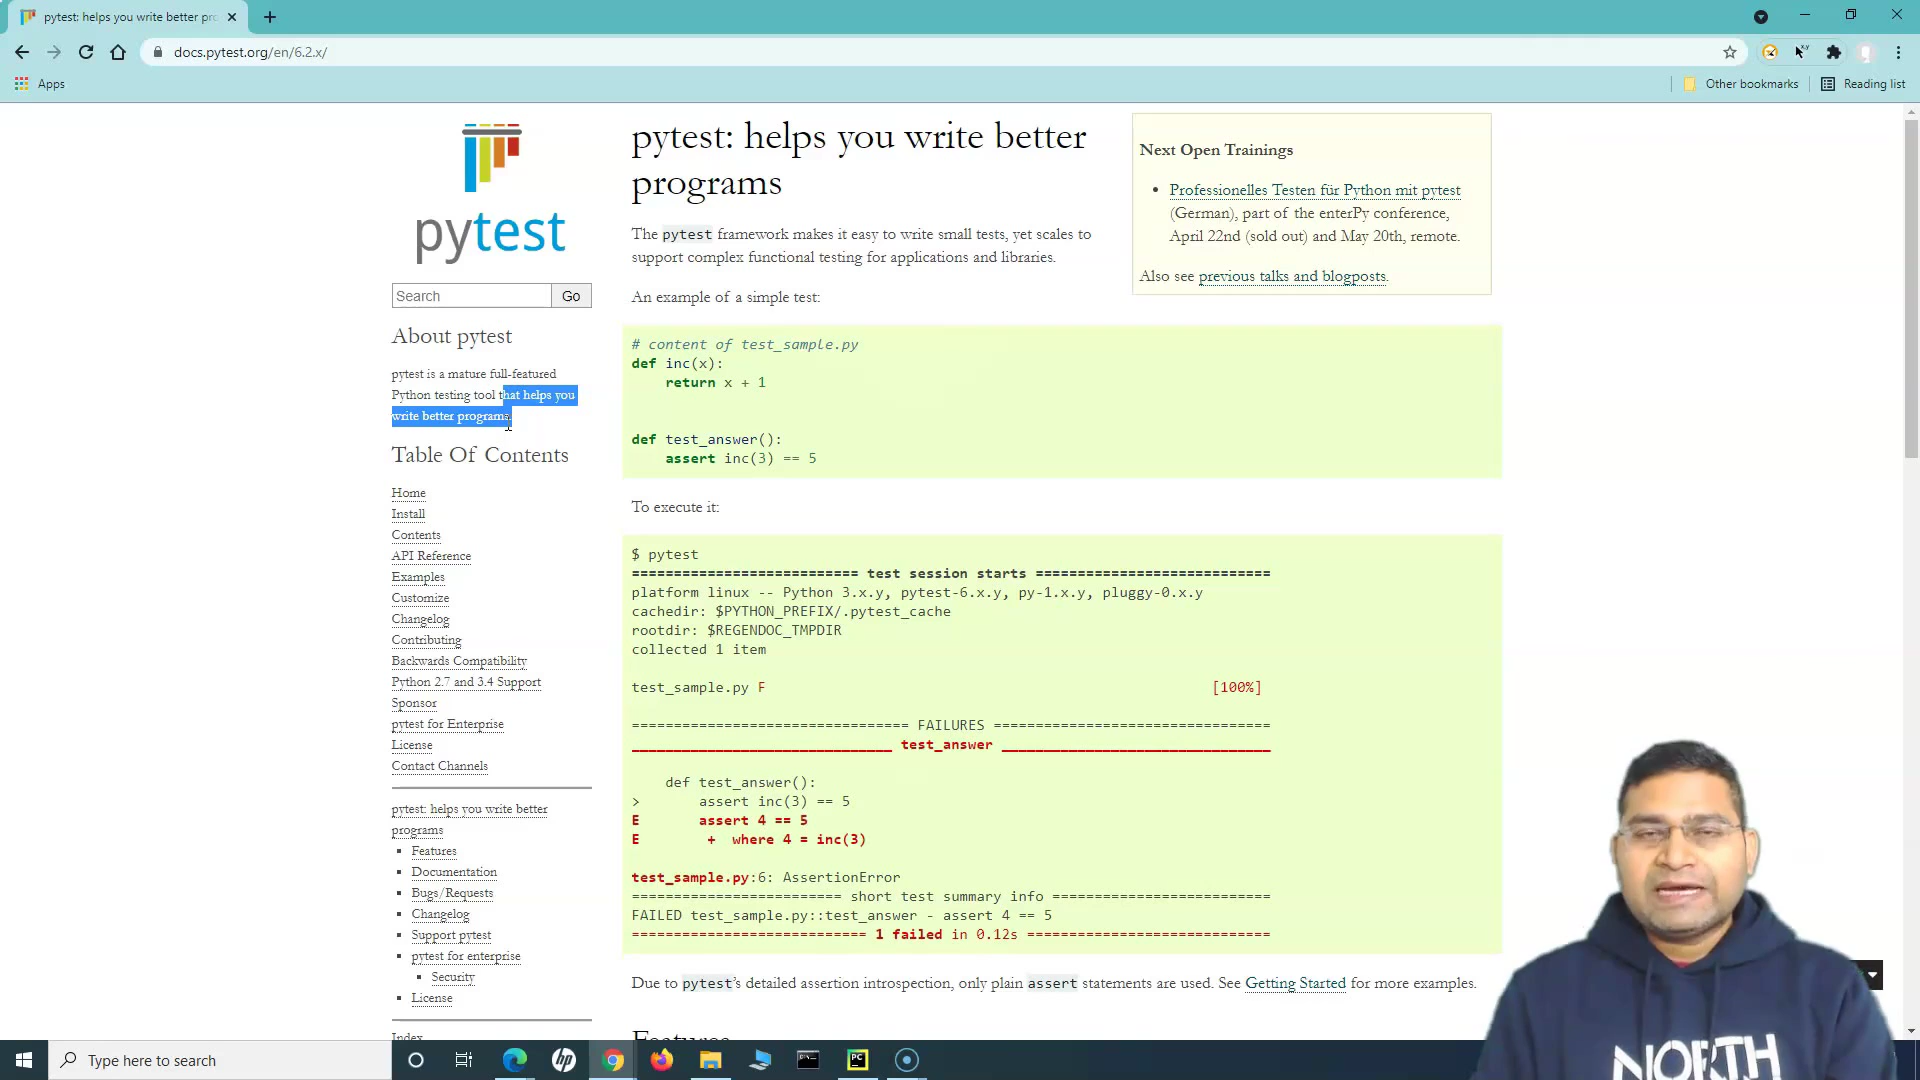 pytest: helps you write better pro
docs.pytest.org/en/6.2.x/
Apps
Other bookmarks
Reading list
pytest
Search
Go
About pytest
pytest is a mature full-featured
Python testing tool that helps you
write better programs.
Table Of Contents
Home
Install
Contents
API Reference
Examples
Customize
Changelog
Contributing
Backwards Compatibility
Python 2.7 and 3.4 Support
Sponsor
pytest for Enterprise
License
Contact Channels
pytest: helps you write better
programs
Features
Documentation
Bugs/Requests
Changelog
Support pytest
pytest for enterprise
Security
License
Index
pytest: helps you write better
programs
The pytest framework makes it easy to write small tests, yet scales to
support complex functional testing for applications and libraries.
An example of a simple test:
# content of test_sample.py
def inc(x):
    return x + 1
def test_answer():
    assert inc(3) == 5
To execute it:
$ pytest
=========================== test session starts ============================
platform linux -- Python 3.x.y, pytest-6.x.y, py-1.x.y, pluggy-0.x.y
cachedir: $PYTHON_PREFIX/.pytest_cache
rootdir: $REGENDOC_TMPDIR
collected 1 item
test_sample.py F [100%]
================================= FAILURES =================================
_______________________________ test_answer ________________________________
    def test_answer():
>       assert inc(3) == 5
E       assert 4 == 5
E        +  where 4 = inc(3)
test_sample.py:6: AssertionError
========================= short test summary info ==========================
FAILED test_sample.py::test_answer - assert 4 == 5
============================ 1 failed in 0.12s =============================
Due to pytest’s detailed assertion introspection, only plain assert statements are used. See Getting Started for more examples.
Features
Next Open Trainings
• Professionelles Testen für Python mit pytest
(German), part of the enterPy conference,
April 22nd (sold out) and May 20th, remote.
Also see previous talks and blogposts.
NORTH
Type here to search
hp
PC